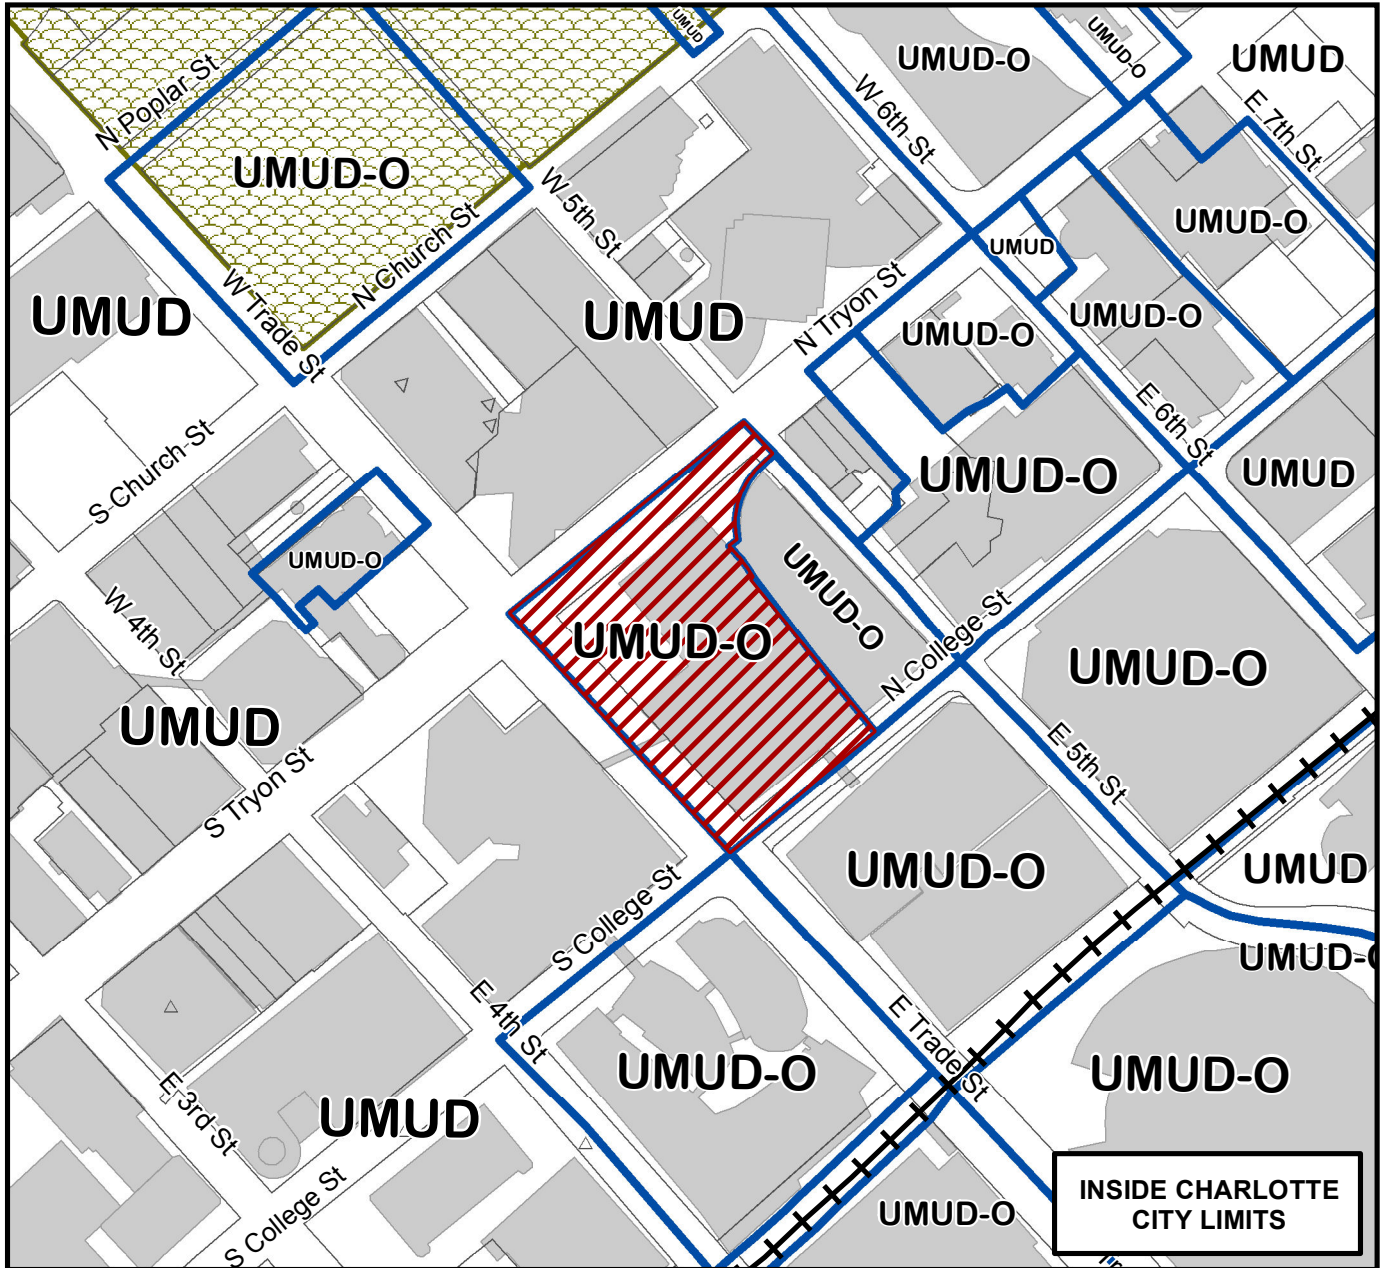 UMUD
UMUD-O
UMUD-O
UMUD
N Poplar St
W 6th St
E 7th St
UMUD-O
W 5th St
N Church St
UMUD-O
UMUD
W Trade St
N Tryon St
UMUD
UMUD
UMUD-O
UMUD-O
E 6th St
S Church St
UMUD-O
UMUD
UMUD-O
UMUD-O
W 4th St
UMUD-O
N College St
UMUD-O
UMUD
S Tryon St
E 5th St
UMUD-O
UMUD
S College St
UMUD-O
E 4th St
E Trade St
UMUD-O
UMUD-O
E 3rd St
UMUD
S College St
UMUD-O
INSIDE CHARLOTTE
CITY LIMITS